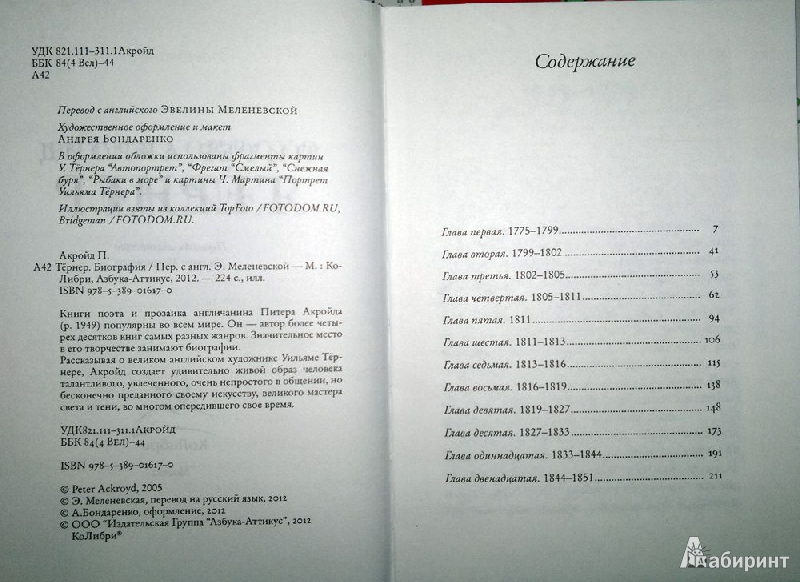 УДК 821.111–311.1Акройд
ББК 84(4 Вел)–44
А42
Перевод с английского Эвелины Меленевской
Художественное оформление и макет
Андрея Бондаренко
В оформлении обложки использованы фрагменты картин
У. Тёрнера "Автопортрет", "Фрегат "Смелый", "Снежная
буря", "Рыбаки в море" и картины Ч. Мартина "Портрет
Уильяма Тёрнера".
Иллюстрации взяты из коллекций TopFoto / FOTODOM.RU,
Bridgeman / FOTODOM.RU.
Акройд П.
А42 Тёрнер. Биография / Пер. с англ. Э. Меленевской — М. : Ко-
Либри, Азбука-Аттикус, 2012. — 224 с., илл.
ISBN 978-5-389-01617-0
Книги поэта и прозаика англичанина Питера Акройда
(р. 1949) популярны во всем мире. Он — автор более четы-
рех десятков книг самых разных жанров. Значительное место
в его творчестве занимают биографии.
Рассказывая о великом английском художнике Уильяме Тёр-
нере, Акройд создает удивительно живой образ человека
талантливого, увлеченного, очень непростого в общении, но
бесконечно преданного своему искусству, великого мастера
света и тени, во многом опередившего свое время.
УДК821.111–311.1Акройд
ББК 84(4 Вел)–44
ISBN 978-5-389-01617-0
© Peter Ackroyd, 2005
© Э. Меленевская, перевод на русский язык, 2012
© А.Бондаренко, оформление, 2012
© ООО "Издательская Группа "Азбука-Аттикус", 2012
КоЛибри®
Содержание
Глава первая. 1775–1799 7
Глава вторая. 1799–1802 41
Глава третья. 1802–1805 53
Глава четвертая. 1805–1811 62
Глава пятая. 1811 94
Глава шестая. 1811–1813 106
Глава седьмая. 1813–1816 115
Глава восьмая. 1816–1819 138
Глава девятая. 1819–1827 148
Глава десятая. 1827–1833 173
Глава одиннадцатая. 1833–1844 191
Глава двенадцатая. 1844–1851 211
Лабиринт